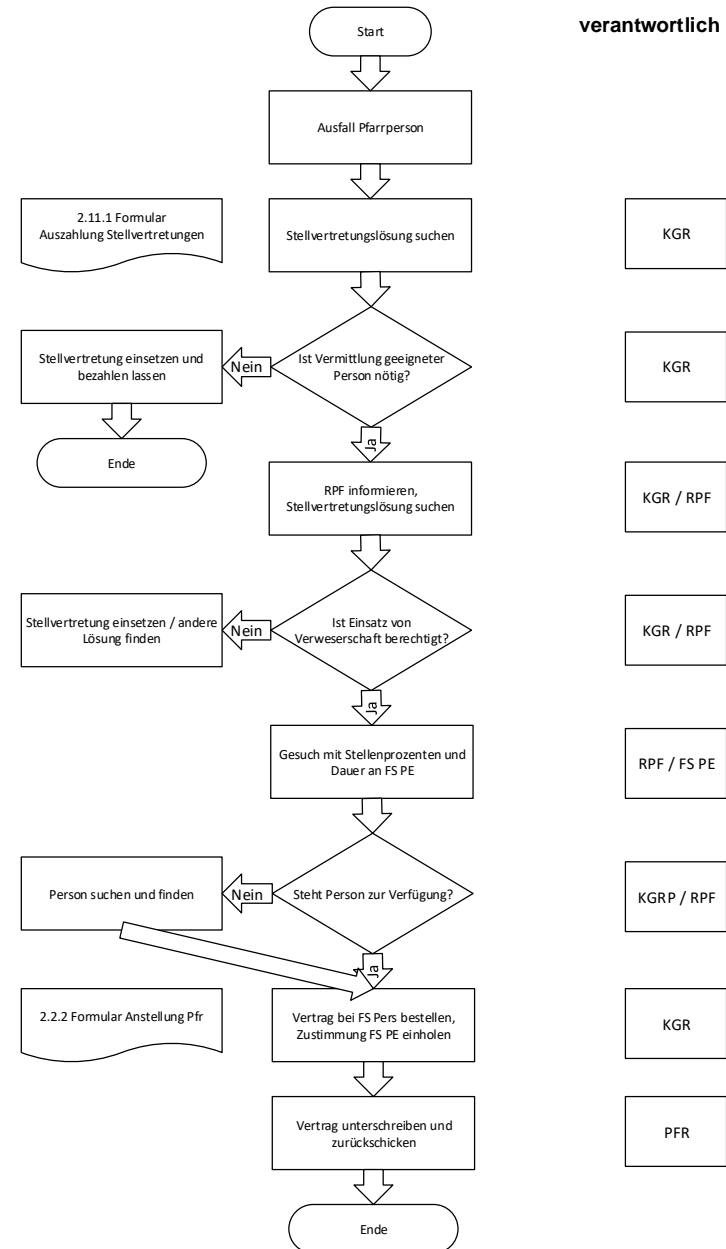 verantwortlich
Start
Ausfall Pfarrperson
2.11.1 Formular
Auszahlung Stellvertretungen
Stellvertretungslösung suchen
KGR
Stellvertretung einsetzen und
bezahlen lassen
Nein
Ist Vermittlung geeigneter
Person nötig?
KGR
Ja
Ende
RPF informieren,
Stellvertretungslösung suchen
KGR / RPF
Stellvertretung einsetzen / andere
Lösung finden
Nein
Ist Einsatz von
Verweserschaft berechtigt?
KGR / RPF
Ja
Gesuch mit Stellenprozenten und
Dauer an FS PE
RPF / FS PE
Person suchen und finden
Nein
Steht Person zur Verfügung?
KGRP / RPF
Ja
2.2.2 Formular Anstellung Pfr
Vertrag bei FS Pers bestellen,
Zustimmung FS PE einholen
KGR
Vertrag unterschreiben und
zurückschicken
PFR
Ende